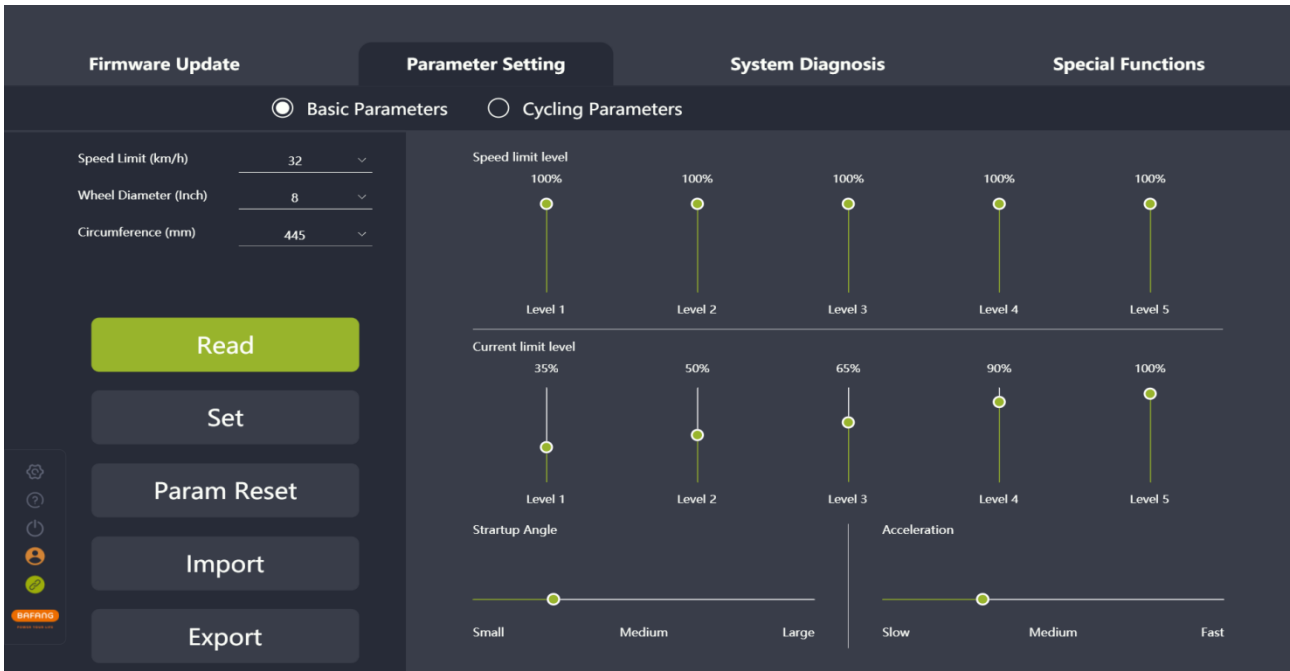 Firmware Update Parameter Setting System Diagnosis Special Functions
Basic Parameters Cycling Parameters
Speed Limit (km/h) 32
Wheel Diameter (Inch) 8
Circumference (mm) 445
Read
Set
Param Reset
Import
Export
BAFANG
Speed limit level
100% 100% 100% 100% 100%
Level 1 Level 2 Level 3 Level 4 Level 5
Current limit level
35% 50% 65% 90% 100%
Level 1 Level 2 Level 3 Level 4 Level 5
Strartup Angle
Small Medium Large
Acceleration
Slow Medium Fast